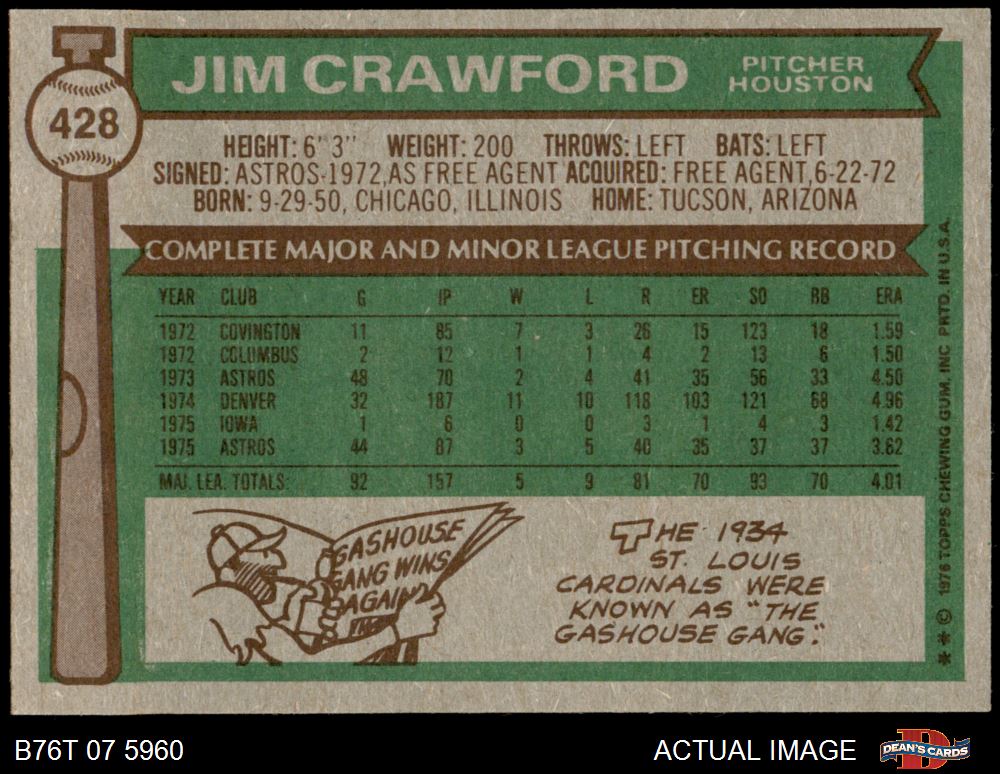 428
JIM CRAWFORD
PITCHER
HOUSTON
HEIGHT: 6' 3" WEIGHT: 200 THROWS: LEFT BATS: LEFT
SIGNED: ASTROS-1972, AS FREE AGENT ACQUIRED: FREE AGENT, 6-22-72
BORN: 9-29-50, CHICAGO, ILLINOIS HOME: TUCSON, ARIZONA
COMPLETE MAJOR AND MINOR LEAGUE PITCHING RECORD
YEAR CLUB G IP W L R ER SO BB ERA
1972 COVINGTON 11 85 7 3 26 15 123 18 1.59
1972 COLUMBUS 2 12 1 1 4 2 13 6 1.50
1973 ASTROS 48 70 2 4 41 35 56 33 4.50
1974 DENVER 32 187 11 10 118 103 121 68 4.96
1975 IOWA 1 6 0 0 3 1 4 3 1.42
1975 ASTROS 44 87 3 5 40 35 37 37 3.62
MAJ. LEA. TOTALS: 92 157 5 9 81 70 93 70 4.01
GASHOUSE
GANG WINS
AGAIN
THE 1934
ST. LOUIS
CARDINALS WERE
KNOWN AS "THE
GASHOUSE GANG."
** © 1976 TOPPS CHEWING GUM, INC. PRTD. IN U.S.A.
B76T 07 5960
ACTUAL IMAGE
DEAN'S CARDS